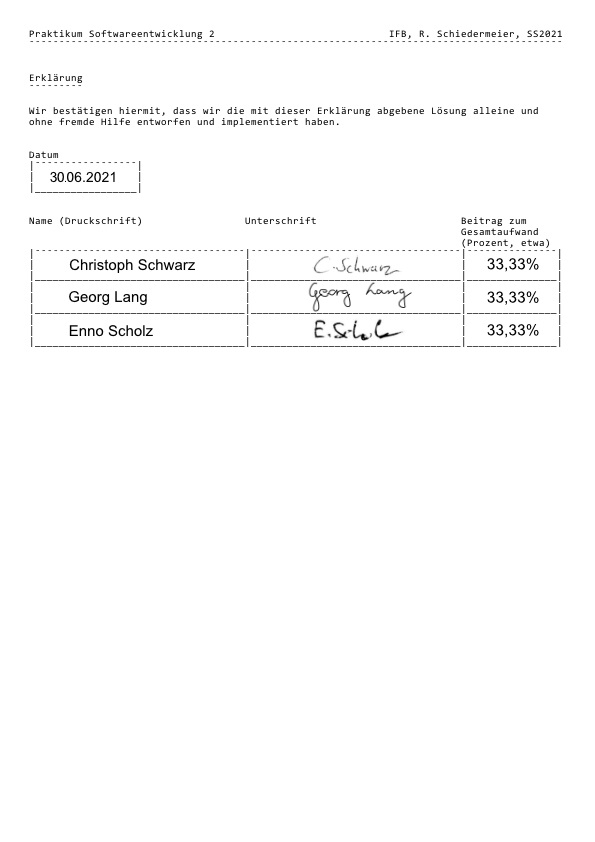 Praktikum Softwareentwicklung 2 IFB, R. Schiedermeier, SS2021
Erklärung
Wir bestätigen hiermit, dass wir die mit dieser Erklärung abgebene Lösung alleine und
ohne fremde Hilfe entworfen und implementiert haben.
Datum
30.06.2021
Name (Druckschrift) Unterschrift Beitrag zum
Gesamtaufwand
(Prozent, etwa)
Christoph Schwarz C. Schwarz 33,33%
Georg Lang Georg Lang 33,33%
Enno Scholz E. Scholz 33,33%